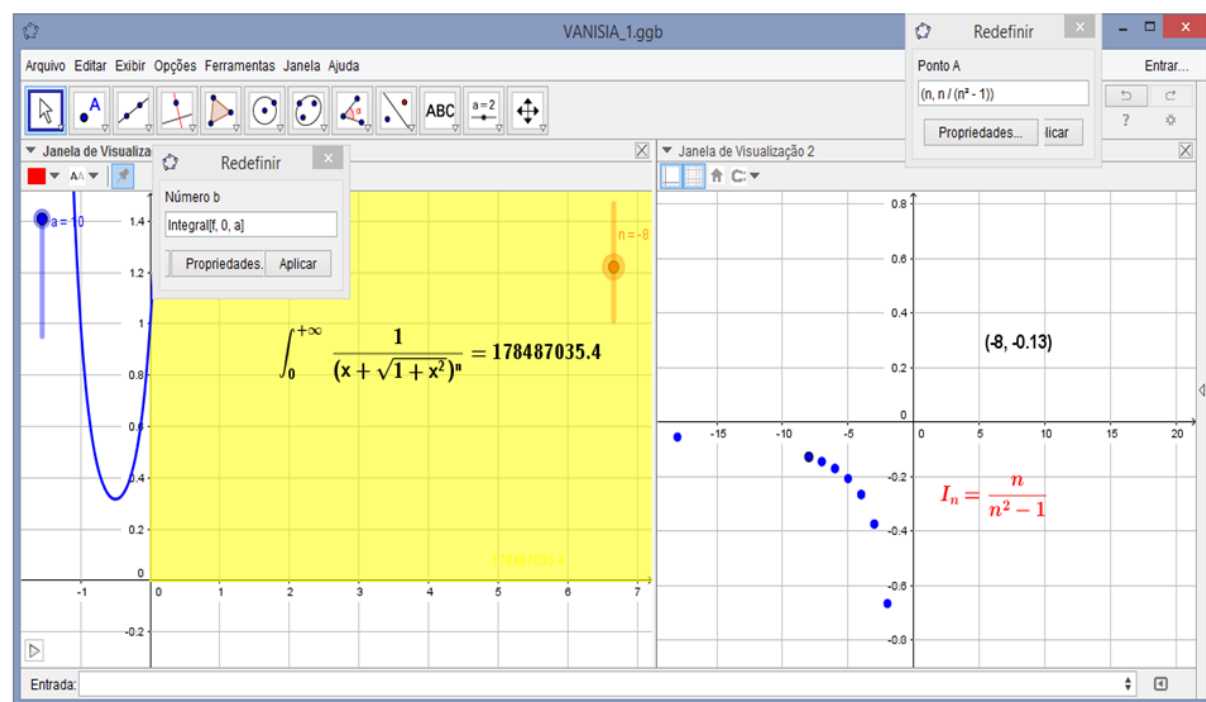 VANISIA_1.ggb
Redefinir
Arquivo Editar Exibir Opções Ferramentas Janela Ajuda
Ponto A
Entrar...
(n, n / (n² - 1))
Propriedades... licar
A ABC a=2
?
Janela de Visualiza
Redefinir
Janela de Visualização 2
AA
Número b
Integral[f, 0, a]
Propriedades. Aplicar
a = 10
n = -8
1.4
1.2
1
0.8
0.6
0.4
0.2
0
-0.2
-1 0 1 2 3 4 5 6 7
∫₀^{+∞} 1/(x + √(1 + x²))ⁿ = 178487035.4
178487035.4
0.8
0.6
0.4
0.2
0
-0.2
-0.4
-0.6
-0.8
-15 -10 -5 0 5 10 15 20
(-8, -0.13)
Iₙ = n/(n² − 1)
Entrada: